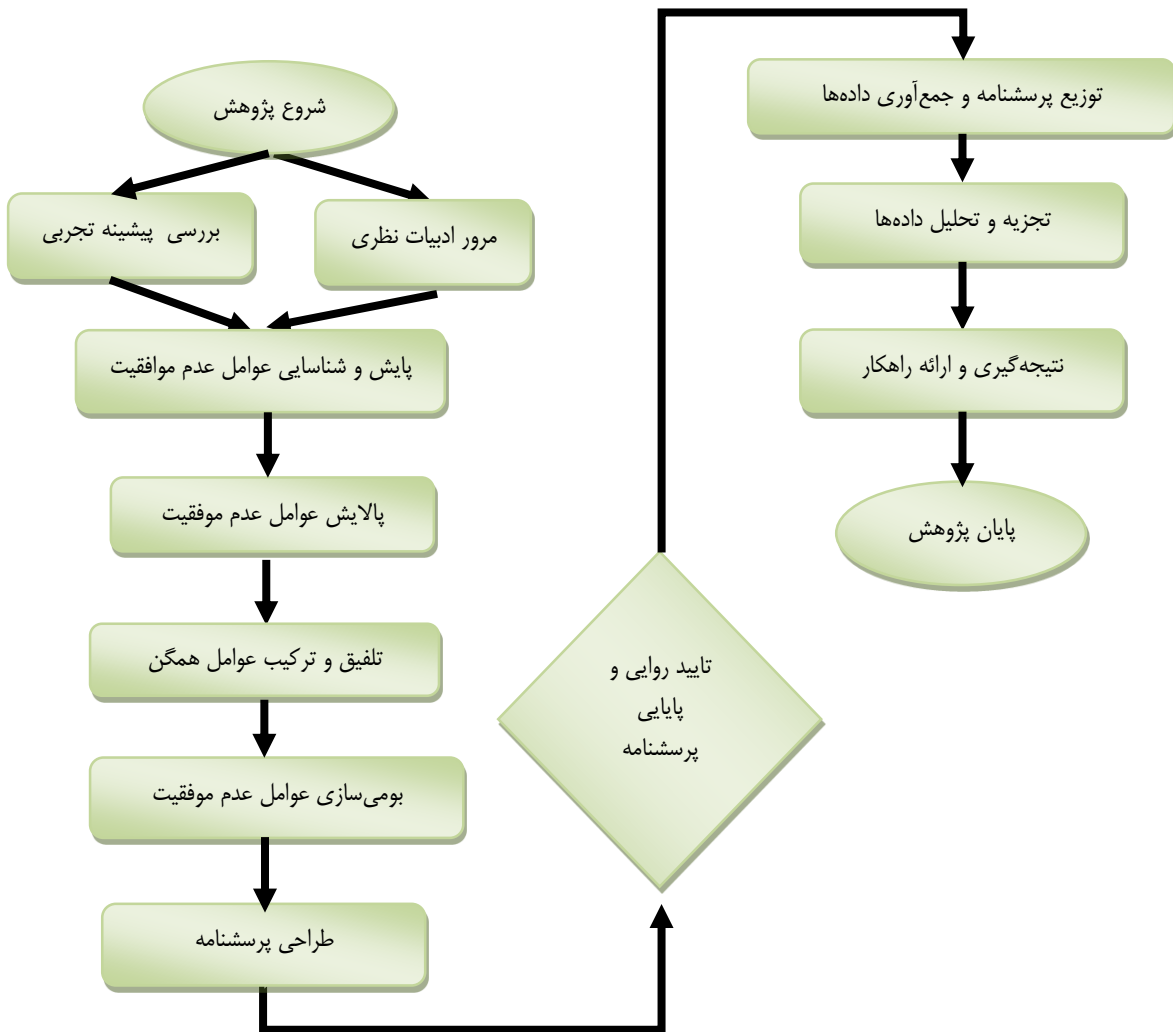 شروع پژوهش
مرور ادبیات نظری
بررسی پیشینه تجربی
پایش و شناسایی عوامل عدم موافقیت
پالایش عوامل عدم موفقیت
تلفیق و ترکیب عوامل همگن
بومی‌سازی عوامل عدم موفقیت
طراحی پرسشنامه
تایید روایی و
پایایی
پرسشنامه
توزیع پرسشنامه و جمع‌آوری داده‌ها
تجزیه و تحلیل داده‌ها
نتیجه‌گیری و ارائه راهکار
پایان پژوهش